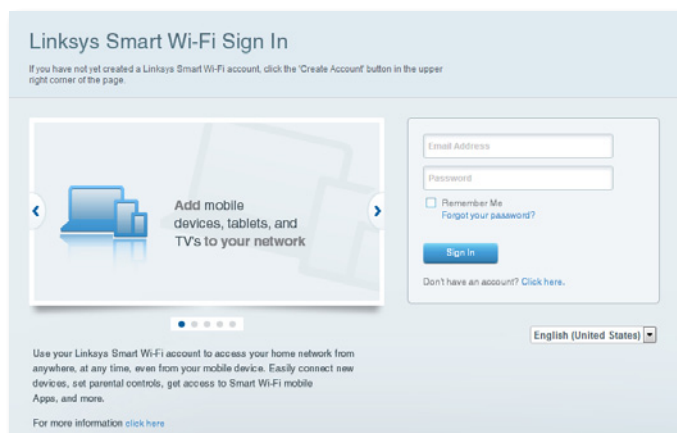 Linksys Smart Wi-Fi Sign In
If you have not yet created a Linksys Smart Wi-Fi account, click the 'Create Account' button in the upper
right corner of the page.
Add mobile
devices, tablets, and
TV's to your network
Email Address
Password
Remember Me
Forgot your password?
Sign In
Don't have an account? Click here.
English (United States)
Use your Linksys Smart Wi-Fi account to access your home network from
anywhere, at any time, even from your mobile device. Easily connect new
devices, set parental controls, get access to Smart Wi-Fi mobile
Apps, and more.
For more information click here